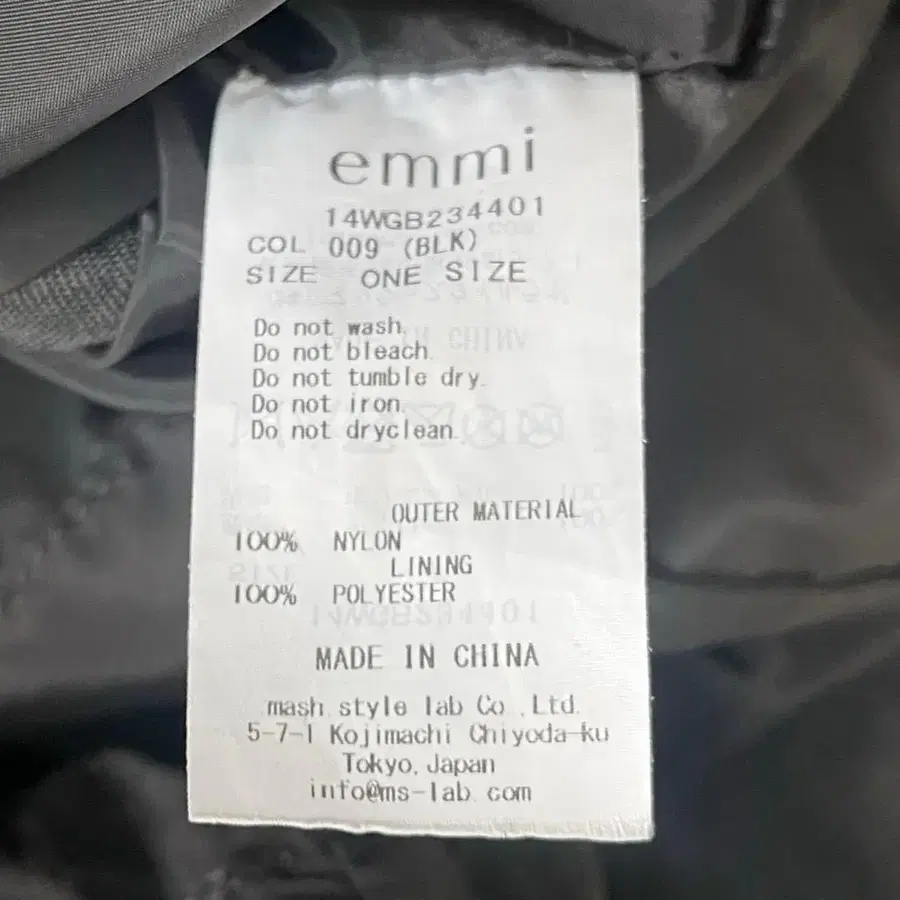 emmi
14WGB234401
COL 009 (BLK)
SIZE ONE SIZE
Do not wash.
Do not bleach.
Do not tumble dry.
Do not iron.
Do not dryclean.
OUTER MATERIAL
100% NYLON
LINING
100% POLYESTER
MADE IN CHINA
mash style lab Co.,Ltd.
5-7-1 Kojimachi Chiyoda-ku
Tokyo,Japan
info@ms-lab.com